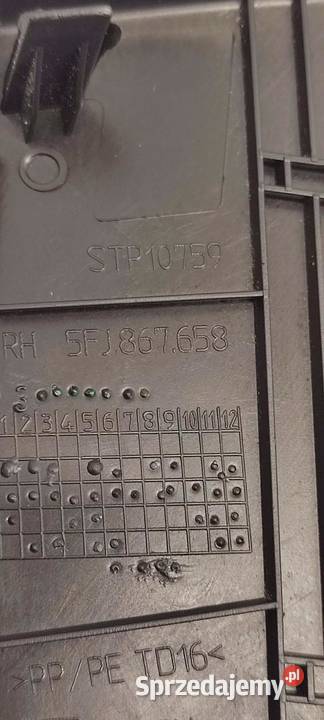 STP10759
RH 5FJ.867.658
1 2 3 4 5 6 7 8 9 10 11 12
>PP/PE TD16<
Sprzedajemy.pl